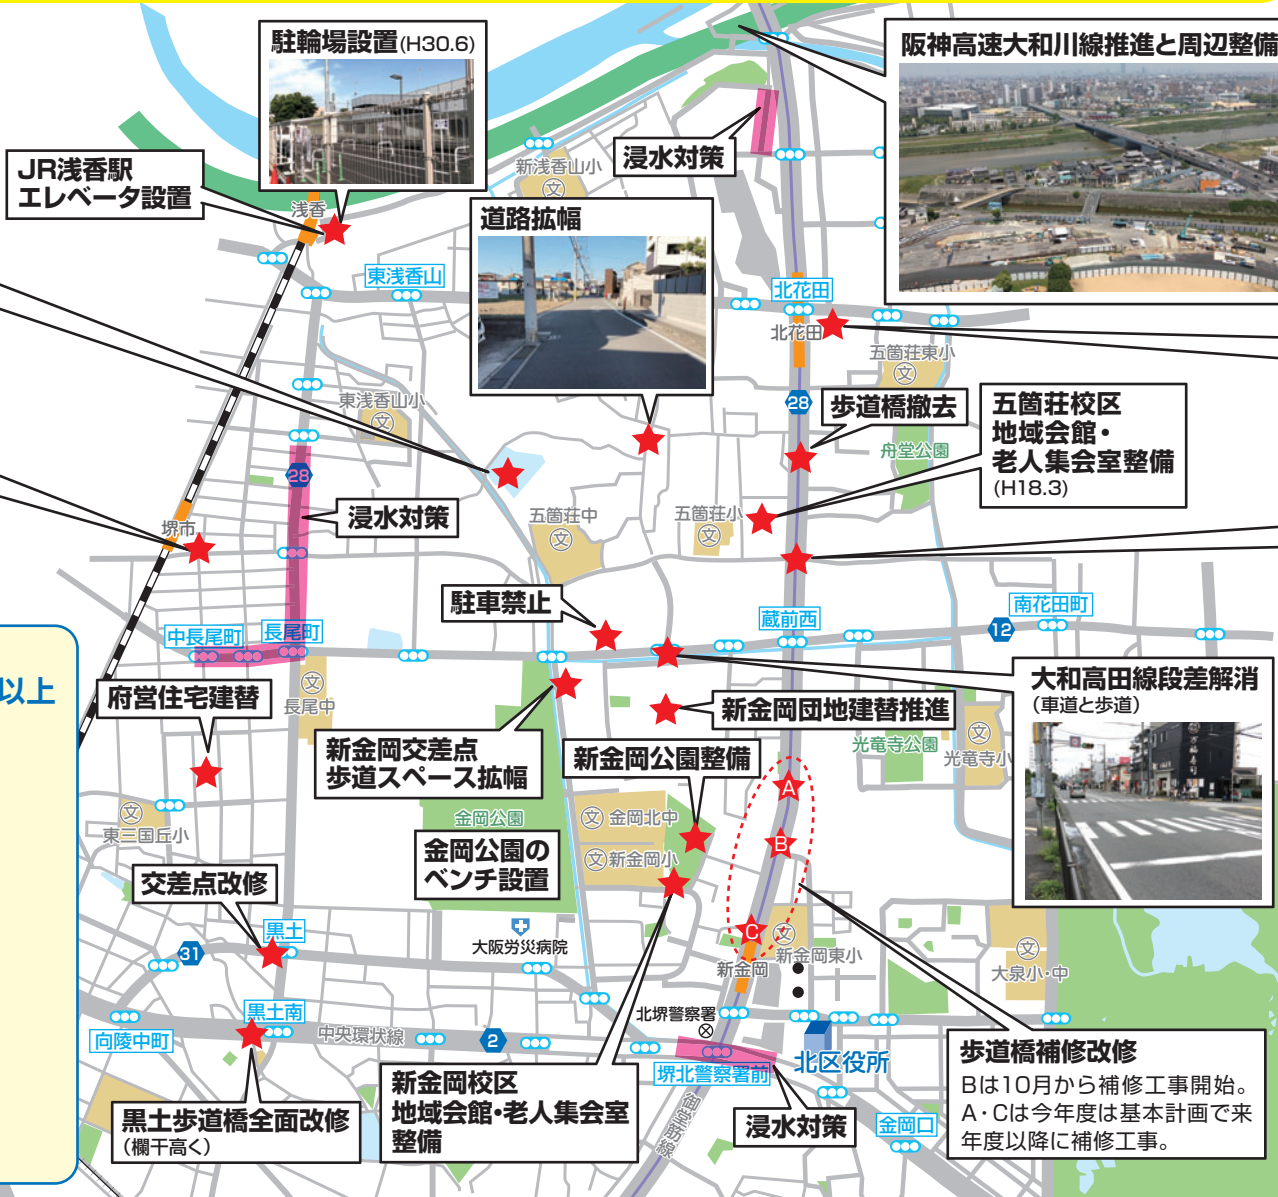 駐輪場設置(H30.6)
阪神高速大和川線推進と周辺整備
JR浅香駅
エレベータ設置
浸水対策
新浅香山小
文
浅香
道路拡幅
東浅香山
北花田
北花田
五箇荘東小
文
28
歩道橋撤去
五箇荘校区
地域会館・
老人集会室整備
(H18.3)
舟堂公園
東浅香山小
文
28
浸水対策
堺市
五箇荘中
文
五箇荘小
文
駐車禁止
蔵前西
南花田町
12
中長尾町
長尾町
以上
府営住宅建替
文
長尾中
新金岡交差点
歩道スペース拡幅
新金岡団地建替推進
大和高田線段差解消
(車道と歩道)
新金岡公園整備
光竜寺公園
文
光竜寺小
A
B
C
金岡公園
文 金岡北中
文 新金岡小
文
東三国丘小
金岡公園の
ベンチ設置
交差点改修
黒土
31
大阪労災病院
文
新金岡東小
新金岡
文
大泉小・中
黒土南
向陵中町
中央環状線
2
北堺警察署
堺北警察署前
北区役所
歩道橋補修改修
Bは10月から補修工事開始。
A・Cは今年度は基本計画で来
年度以降に補修工事。
新金岡校区
地域会館・老人集会室
整備
黒土歩道橋全面改修
(欄干高く)
御堂筋線
浸水対策
金岡口